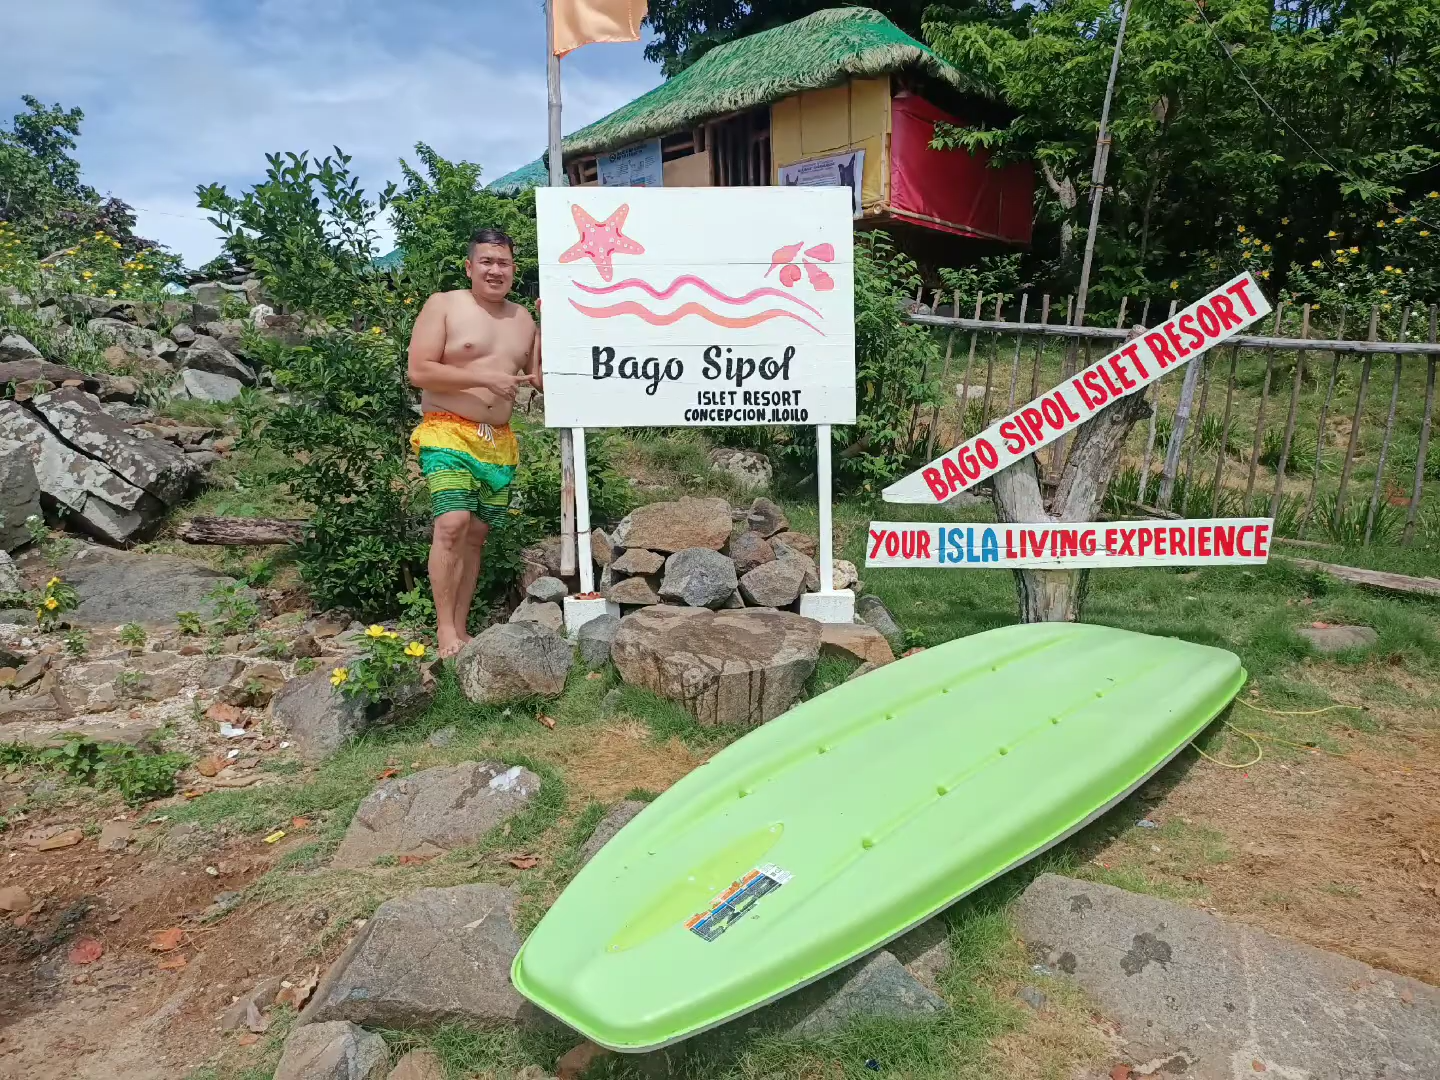 Bago Sipol
ISLET RESORT
CONCEPCION, ILOILO
BAGO SIPOL ISLET RESORT
YOUR ISLA LIVING EXPERIENCE